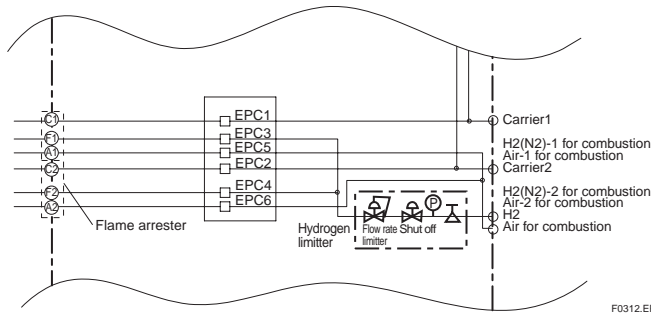 C1
EPC1
Carrier1
F1
EPC3
H2(N2)-1 for combustion
A1
EPC5
Air-1 for combustion
C2
EPC2
Carrier2
F2
EPC4
H2(N2)-2 for combustion
A2
EPC6
Air-2 for combustion
H2
Air for combustion
Flame arrester
Hydrogen
limitter
Flow rate
limitter
Shut off
P
F0312.EI